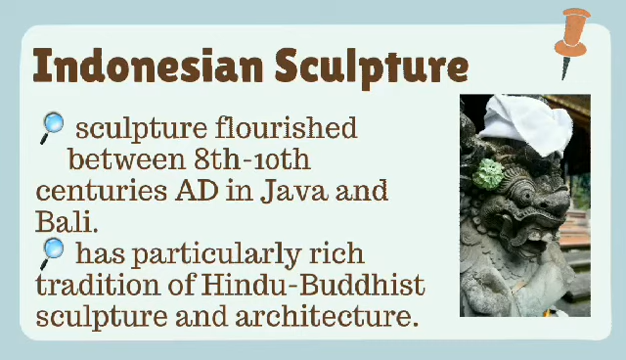 Indonesian Sculpture
sculpture flourished
between 8th-10th
centuries AD in Java and
Bali.
has particularly rich
tradition of Hindu-Buddhist
sculpture and architecture.